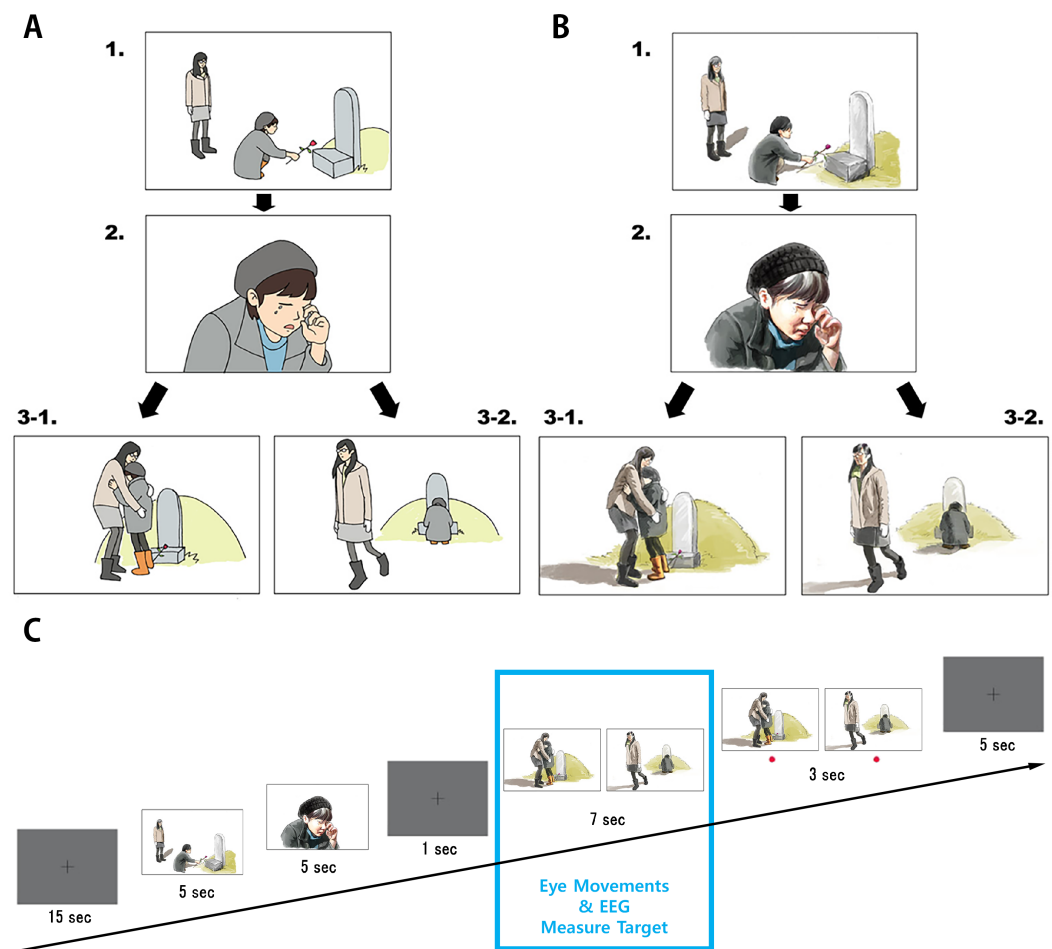 A
1.
2.
3-1.
3-2.
B
1.
2.
3-1.
3-2.
C
15 sec
5 sec
5 sec
1 sec
7 sec
3 sec
5 sec
Eye Movements
& EEG
Measure Target